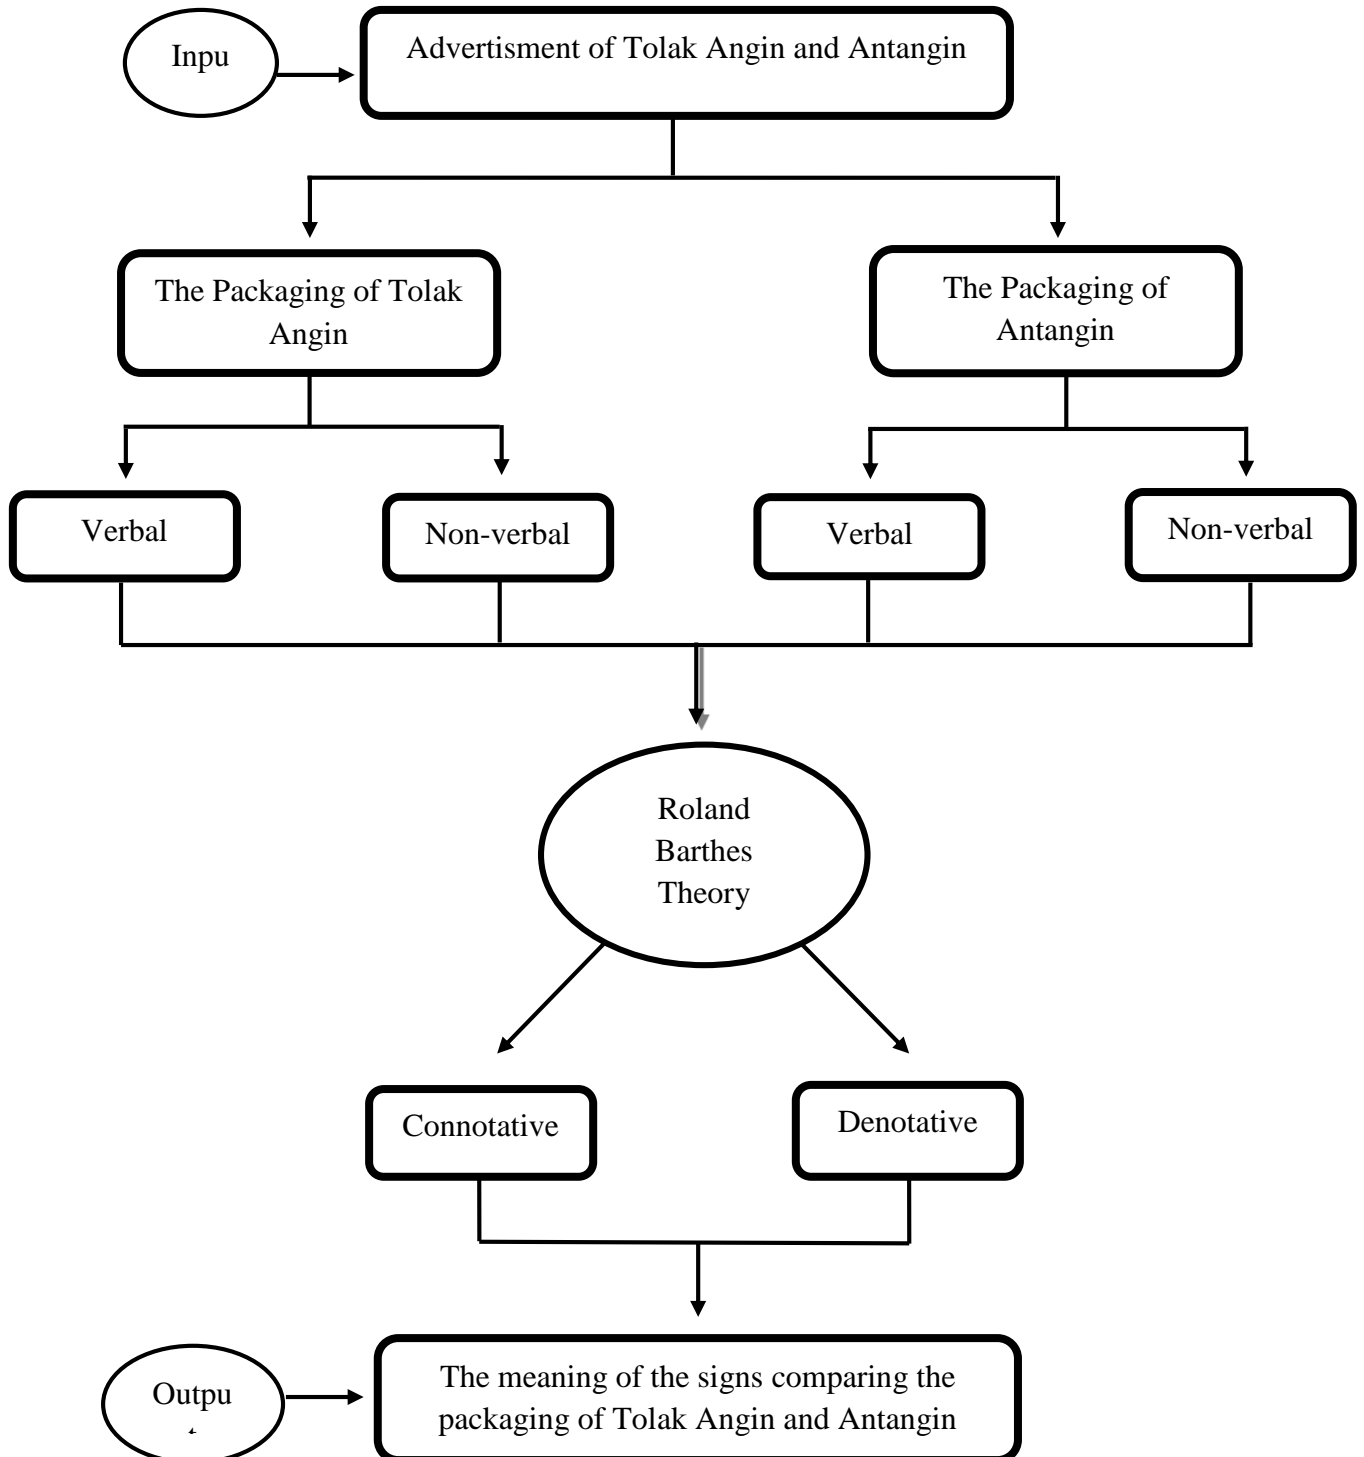 Inpu
Advertisment of Tolak Angin and Antangin
The Packaging of Tolak
Angin
The Packaging of
Antangin
Verbal
Non-verbal
Verbal
Non-verbal
Roland
Barthes
Theory
Connotative
Denotative
Outpu
The meaning of the signs comparing the
packaging of Tolak Angin and Antangin